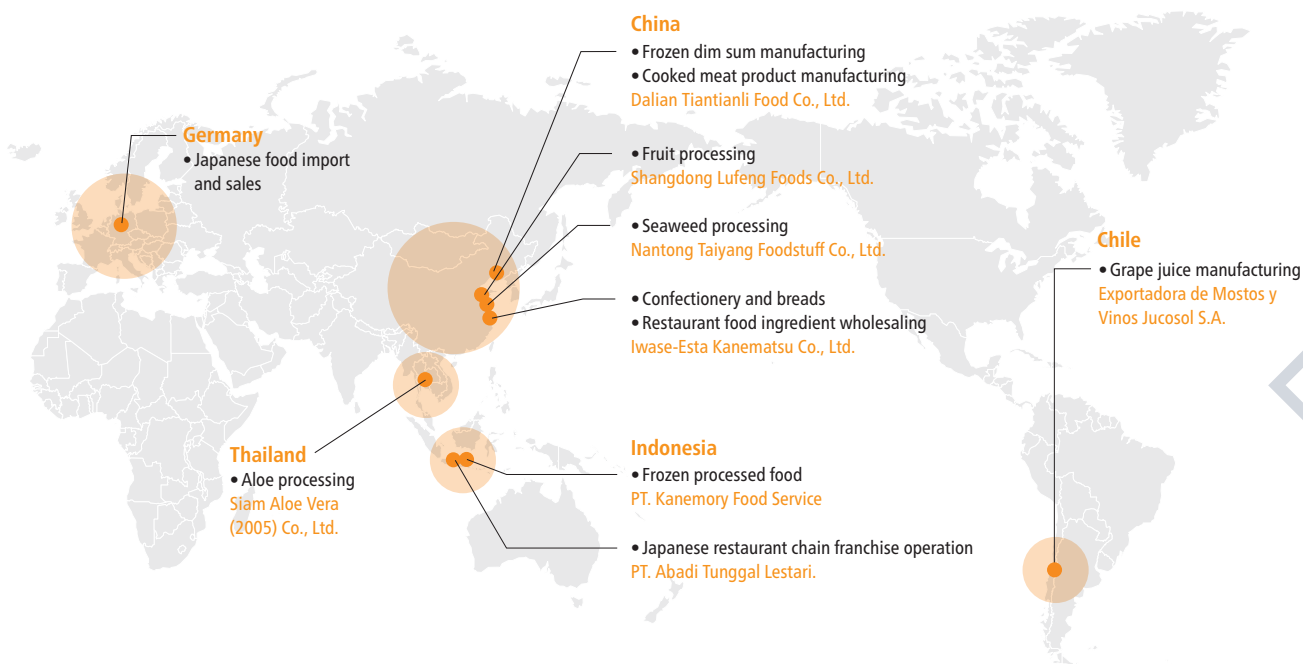 China
• Frozen dim sum manufacturing
• Cooked meat product manufacturing
Dalian Tiantianli Food Co., Ltd.
Germany
• Japanese food import
and sales
• Fruit processing
Shangdong Lufeng Foods Co., Ltd.
• Seaweed processing
Nantong Taiyang Foodstuff Co., Ltd.
Chile
• Grape juice manufacturing
Exportadora de Mostos y
Vinos Jucosol S.A.
• Confectionery and breads
• Restaurant food ingredient wholesaling
Iwase-Esta Kanematsu Co., Ltd.
Thailand
• Aloe processing
Siam Aloe Vera
(2005) Co., Ltd.
Indonesia
• Frozen processed food
PT. Kanemory Food Service
• Japanese restaurant chain franchise operation
PT. Abadi Tunggal Lestari.